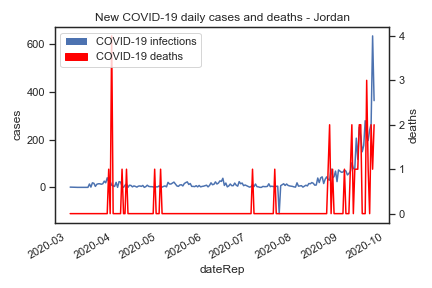 New COVID-19 daily cases and deaths - Jordan
COVID-19 infections
COVID-19 deaths
cases
600
400
200
0
deaths
4
3
2
1
0
2020-03
2020-04
2020-05
2020-06
2020-07
2020-08
2020-09
2020-10
dateRep